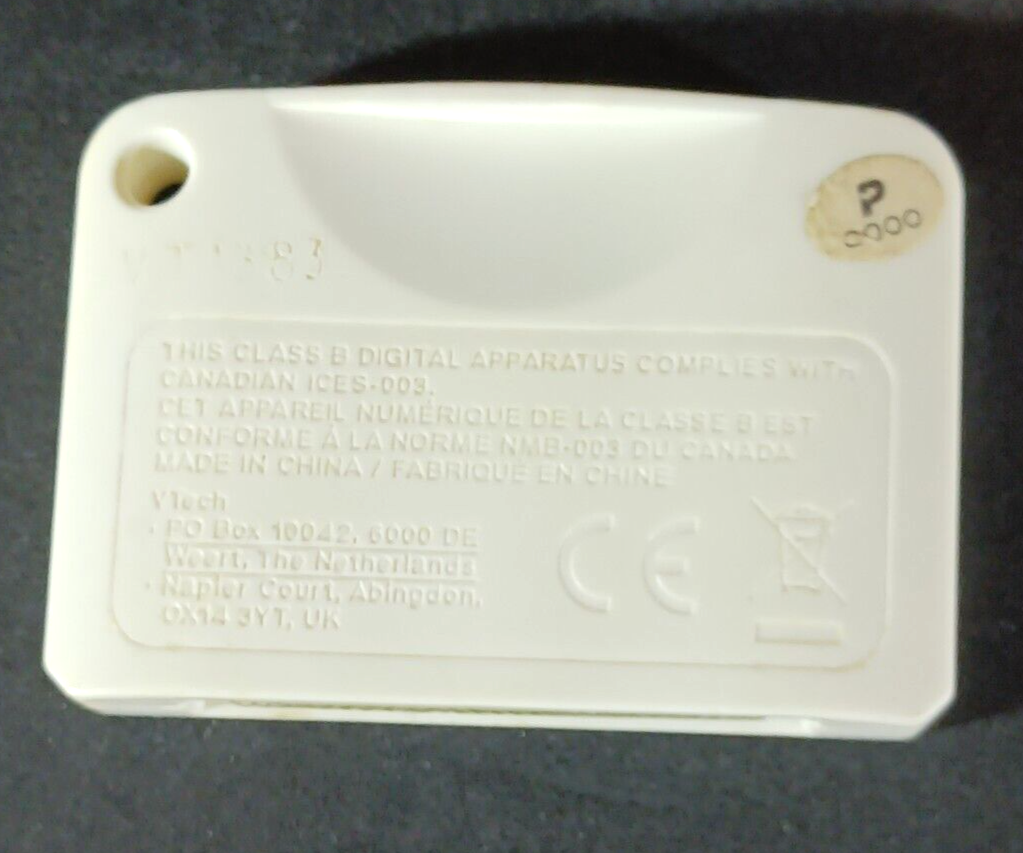 P
0000
83
THIS CLASS B DIGITAL APPARATUS COMPLIES WITH
CANADIAN ICES-003.
CET APPAREIL NUMÉRIQUE DE LA CLASSE B EST
CONFORME À LA NORME NMB-003 DU CANADA
MADE IN CHINA / FABRIQUÉ EN CHINE
VTech
· PO Box 10042, 6000 DE
Weert, The Netherlands
· Napier Court, Abingdon,
OX14 3YT, UK
CE